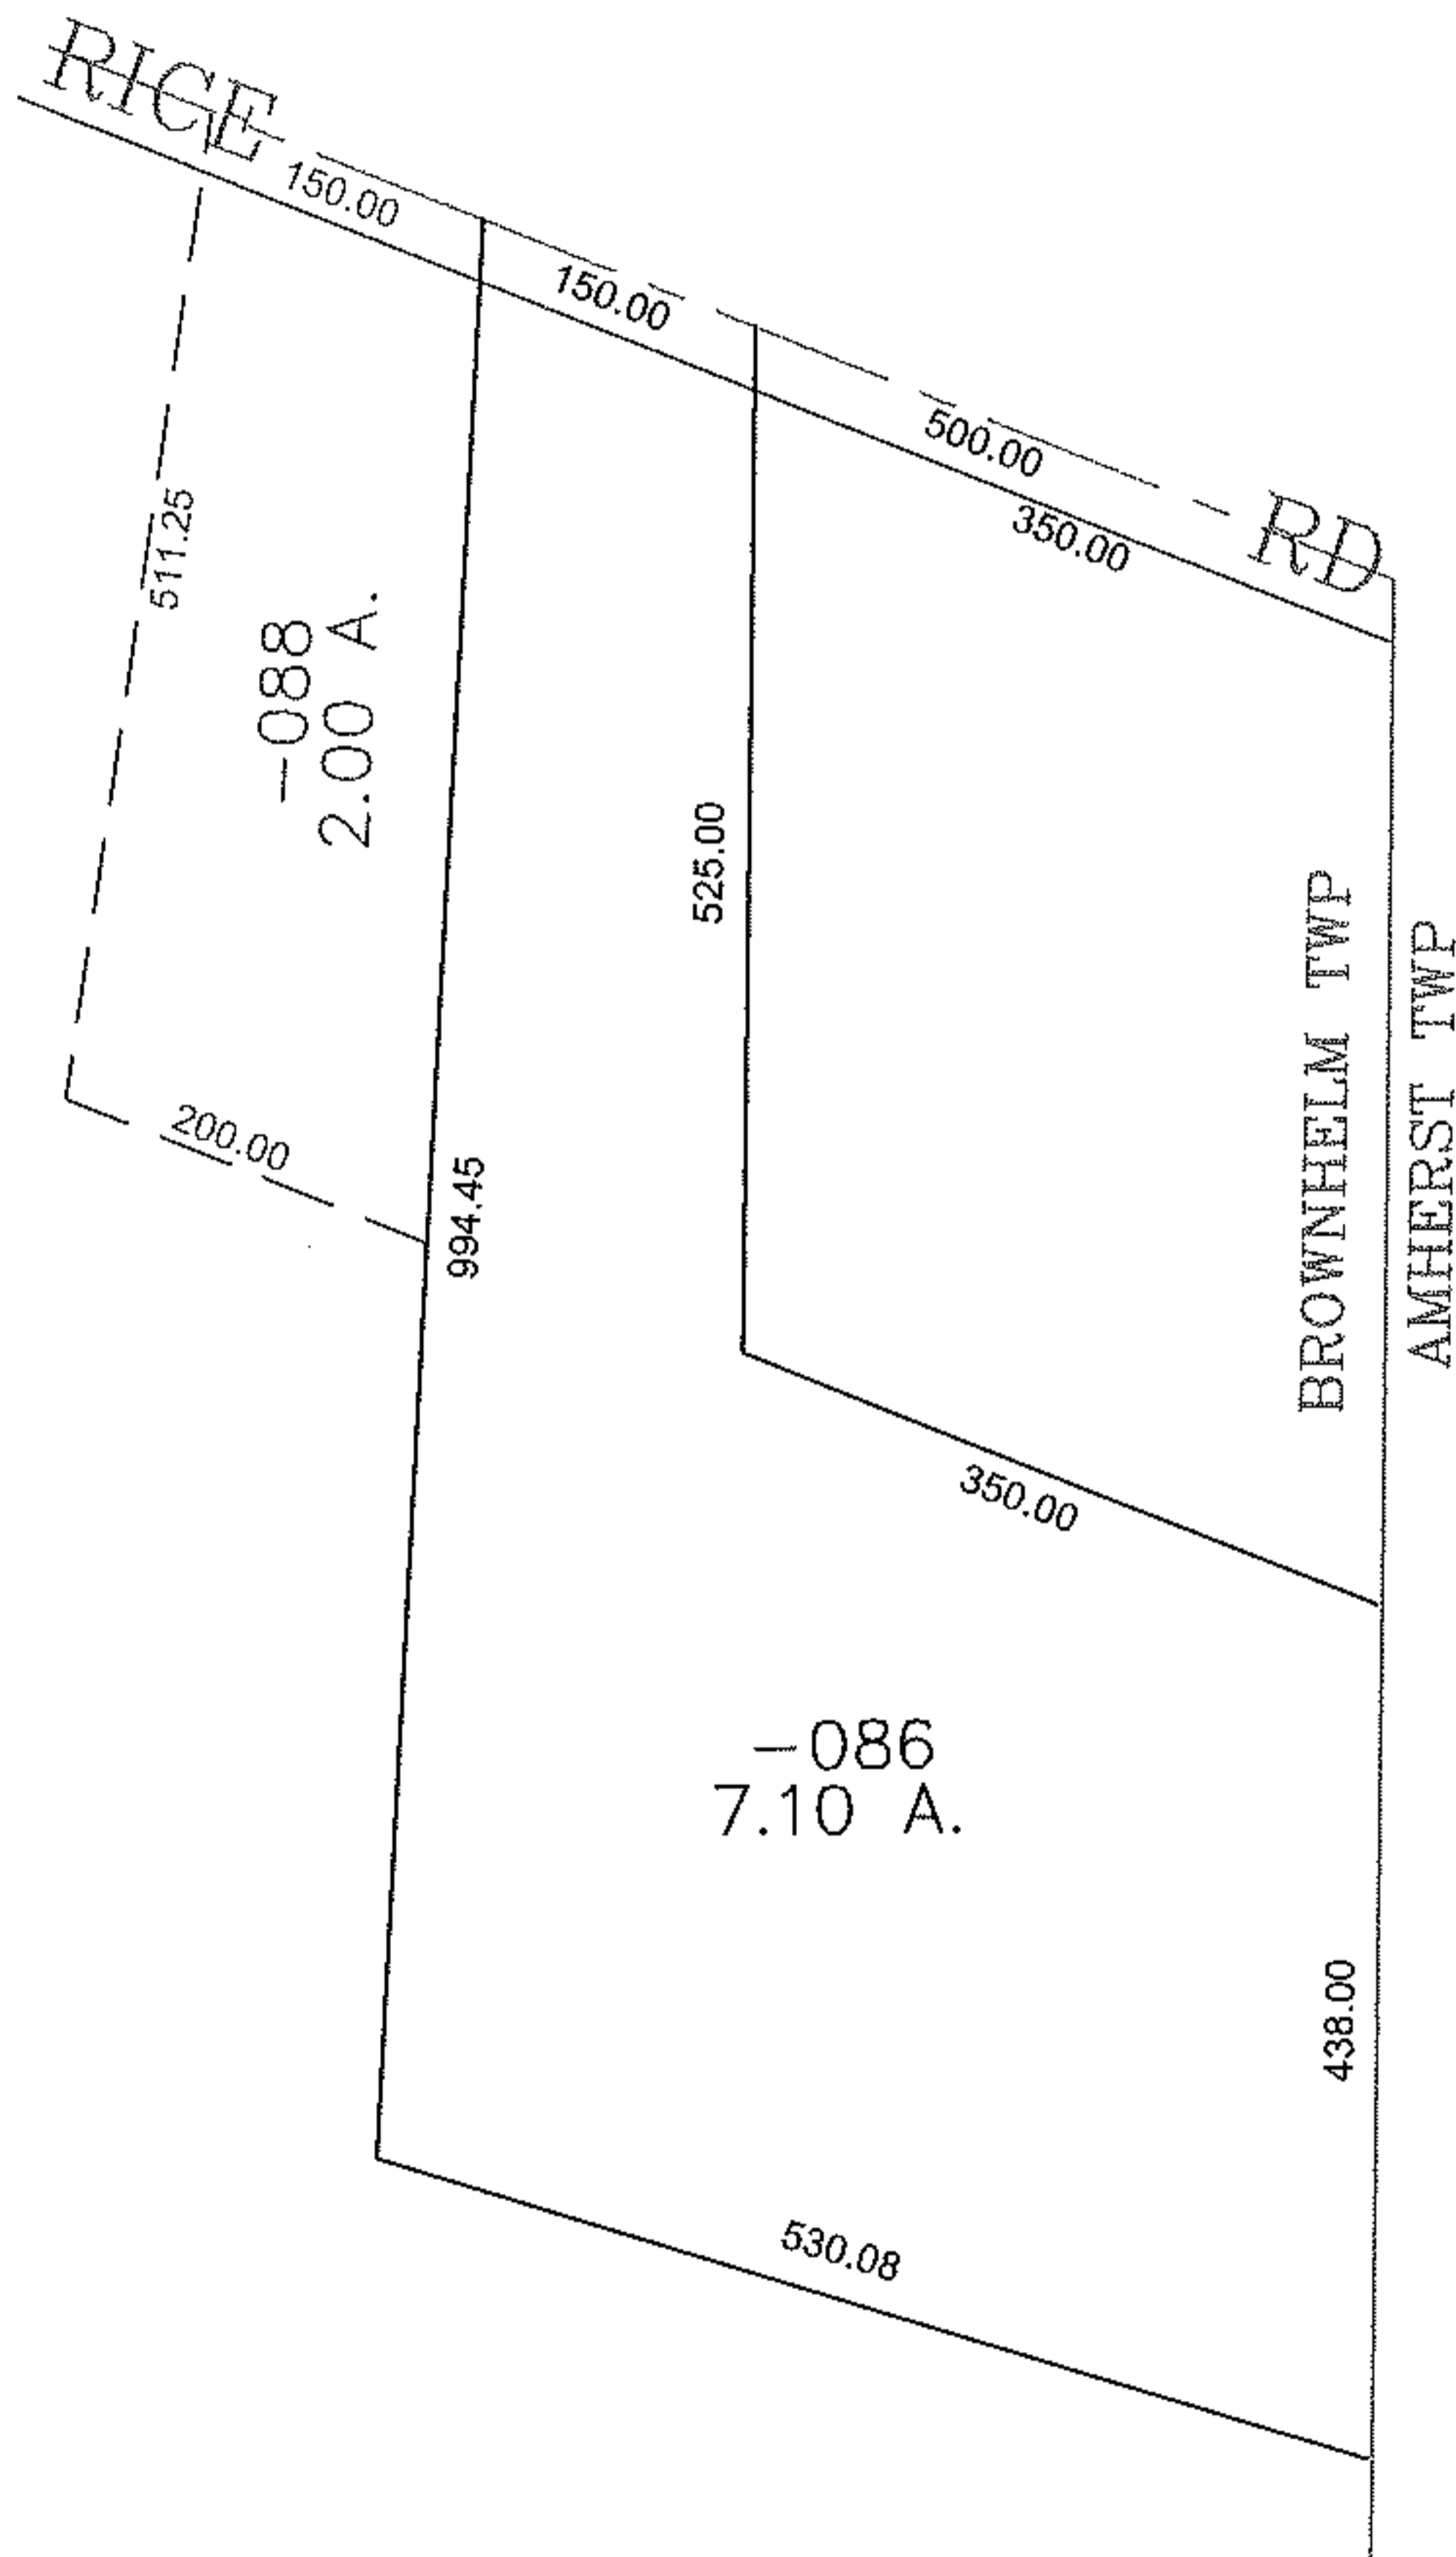 RICE
150.00
150.00
500.00
350.00
RD
511.25
-088
2.00 A.
525.00
BROWNHELM TWP
AMHERST TWP
200.00
994.45
350.00
-086
7.10 A.
438.00
530.08